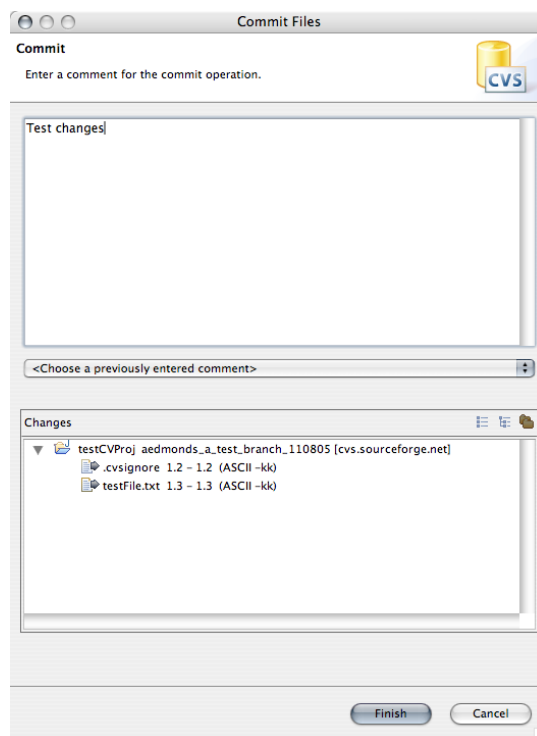 Commit Files
Commit
Enter a comment for the commit operation.
CVS
Test changes
<Choose a previously entered comment>
Changes
testCVProj aedmonds_a_test_branch_110805 [cvs.sourceforge.net]
.cvsignore 1.2 - 1.2 (ASCII -kk)
testFile.txt 1.3 - 1.3 (ASCII -kk)
Finish Cancel